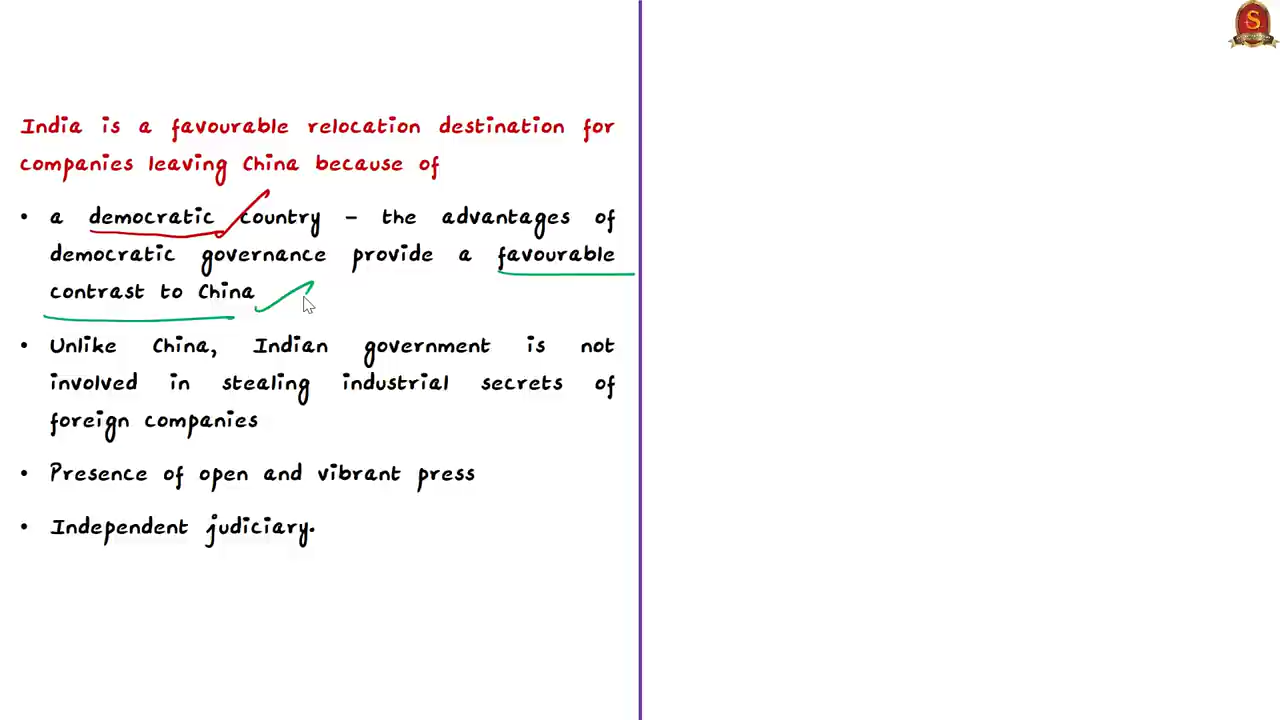 India is a favourable relocation destination for
companies leaving China because of
• a democratic country - the advantages of
democratic governance provide a favourable
contrast to China
• Unlike China, Indian government is not
involved in stealing industrial secrets of
foreign companies
• Presence of open and vibrant press
• Independent judiciary.
S